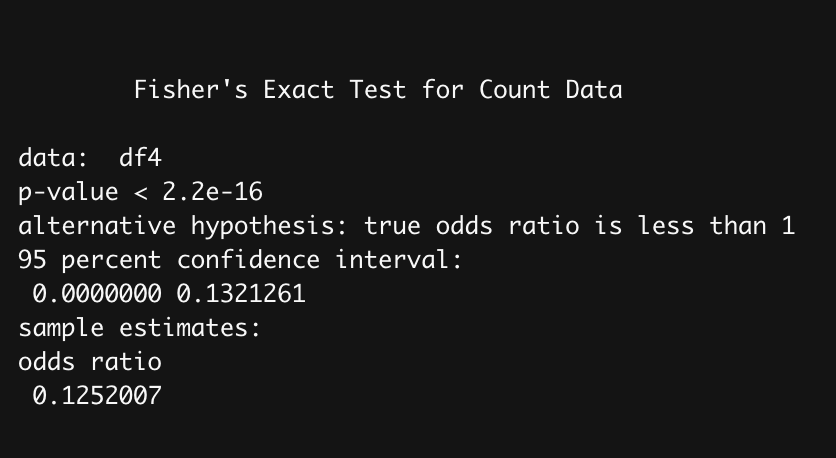 Fisher's Exact Test for Count Data
data:  df4
p-value < 2.2e-16
alternative hypothesis: true odds ratio is less than 1
95 percent confidence interval:
0.0000000 0.1321261
sample estimates:
odds ratio
0.1252007